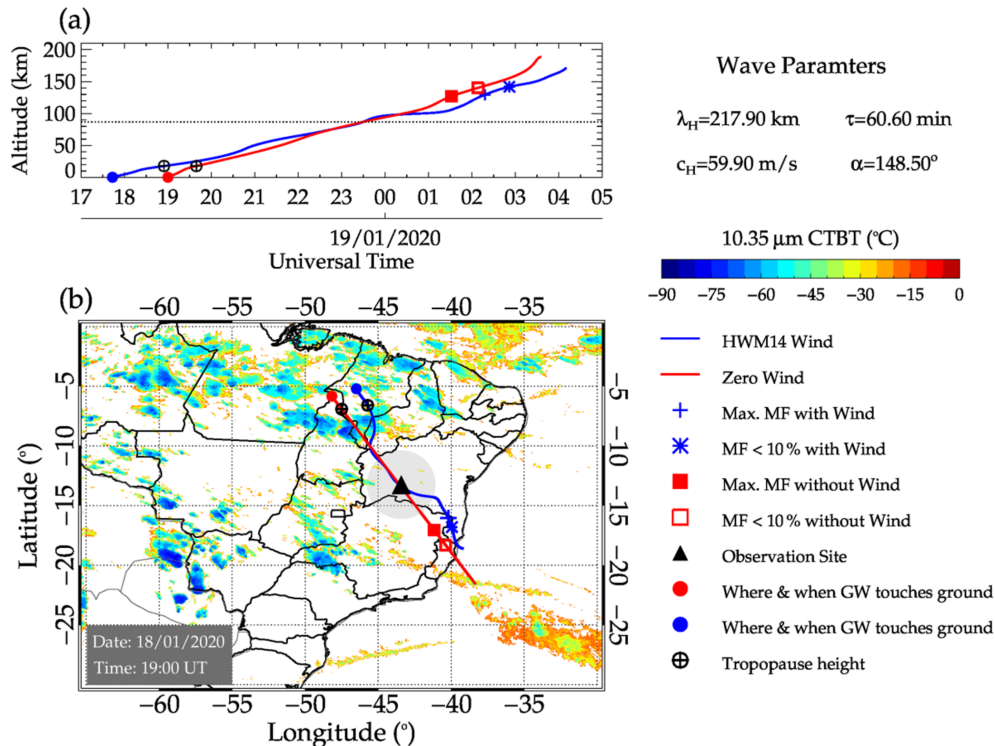 (a)
Altitude (km)
200
150
100
50
0
17 18 19 20 21 22 23 00 01 02 03 04 05
19/01/2020
Universal Time
Wave Paramters
λH=217.90 km τ=60.60 min
cH=59.90 m/s α=148.50º
10.35 µm CTBT (°C)
−90 −75 −60 −45 −30 −15 0
HWM14 Wind
Zero Wind
Max. MF with Wind
MF < 10% with Wind
Max. MF without Wind
MF < 10% without Wind
Observation Site
Where & when GW touches ground
Where & when GW touches ground
Tropopause height
(b)
−60 −55 −50 −45 −40 −35
Latitude (°)
−5 −5
−10 −10
−15 −15
−20 −20
−25 −25
Date: 18/01/2020
Time: 19:00 UT
−60 −55 −50 −45 −40 −35
Longitude (°)